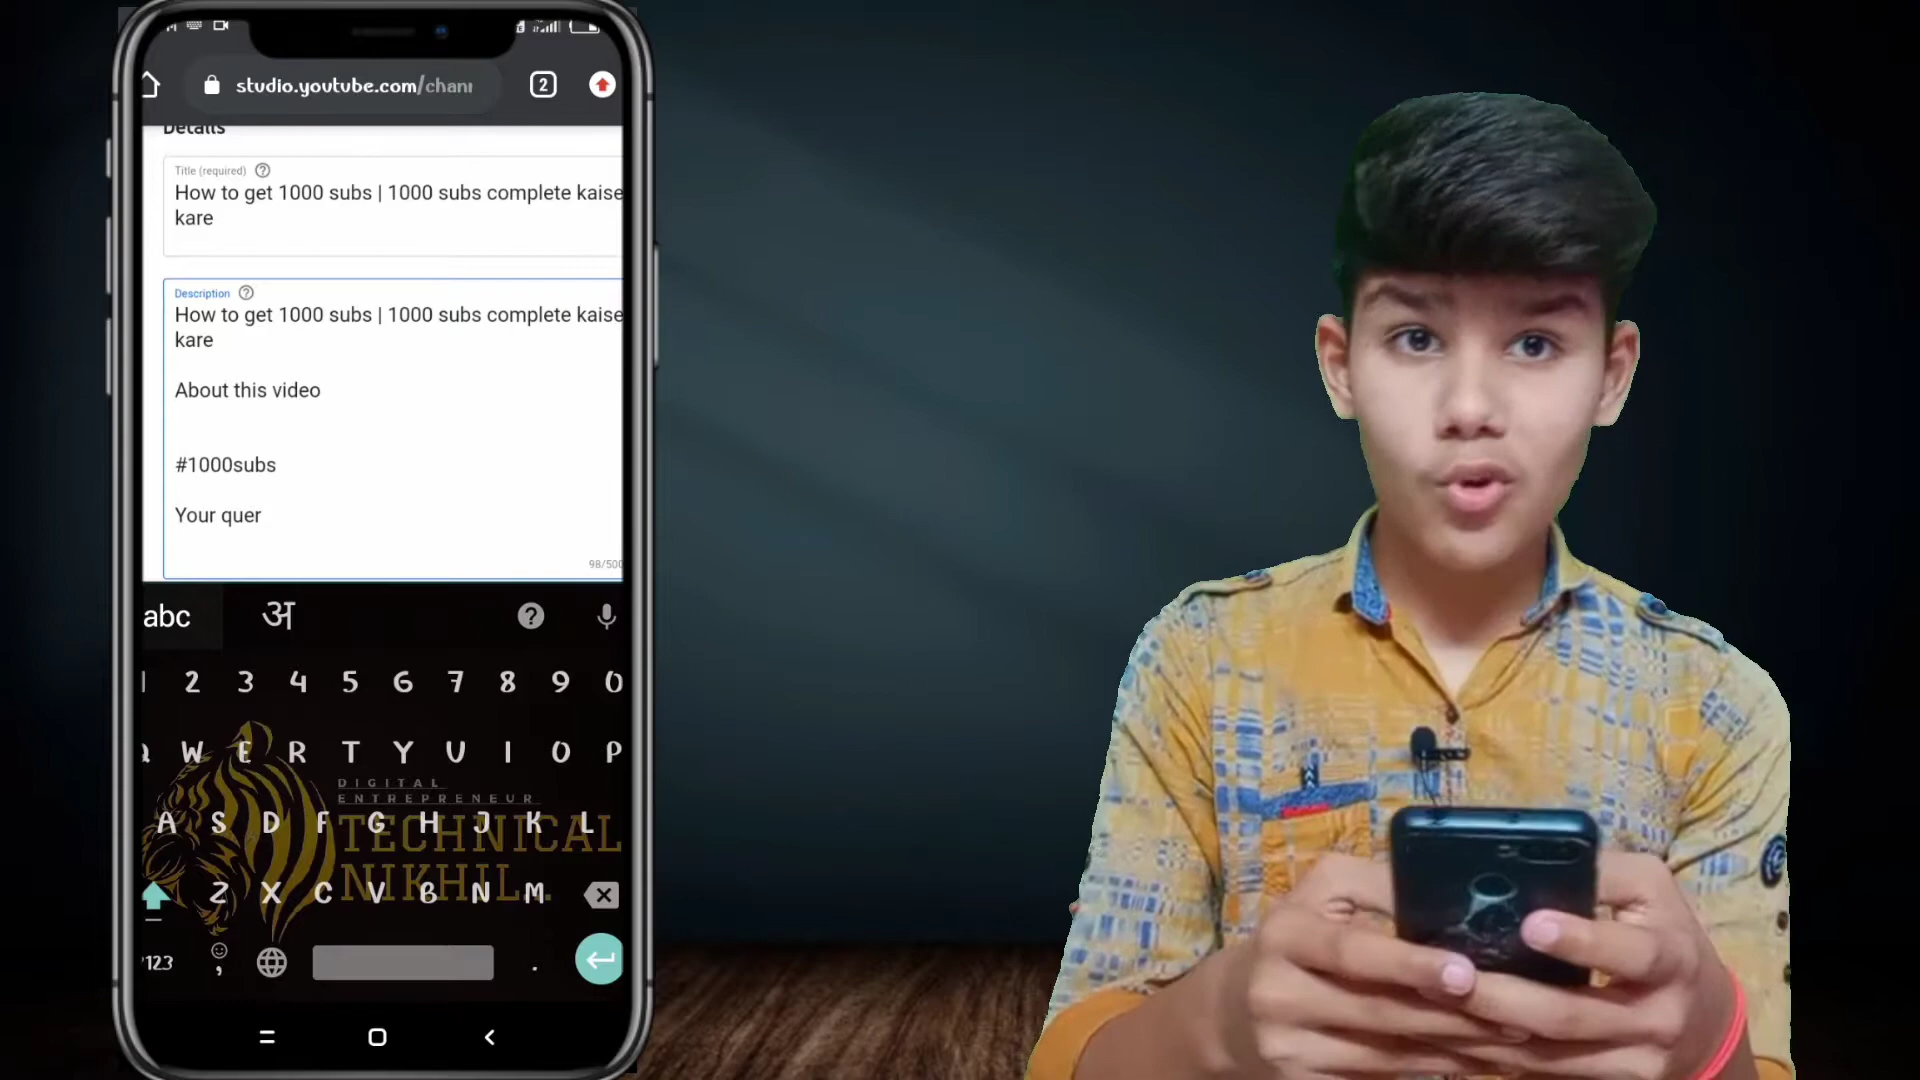 studio.youtube.com/chan
2
Details
Title (required)
How to get 1000 subs | 1000 subs complete kaise
kare
Description
How to get 1000 subs | 1000 subs complete kaise
kare
About this video
#1000subs
Your quer
98/500
abc अ
2 3 4 5 6 7 8 9 0
W E R T Y U I O P
DIGITAL
ENTREPRENEUR
A S D F G H J K L
TECHNICAL
NIKHIL.
Z X C V B N M
?123 , .